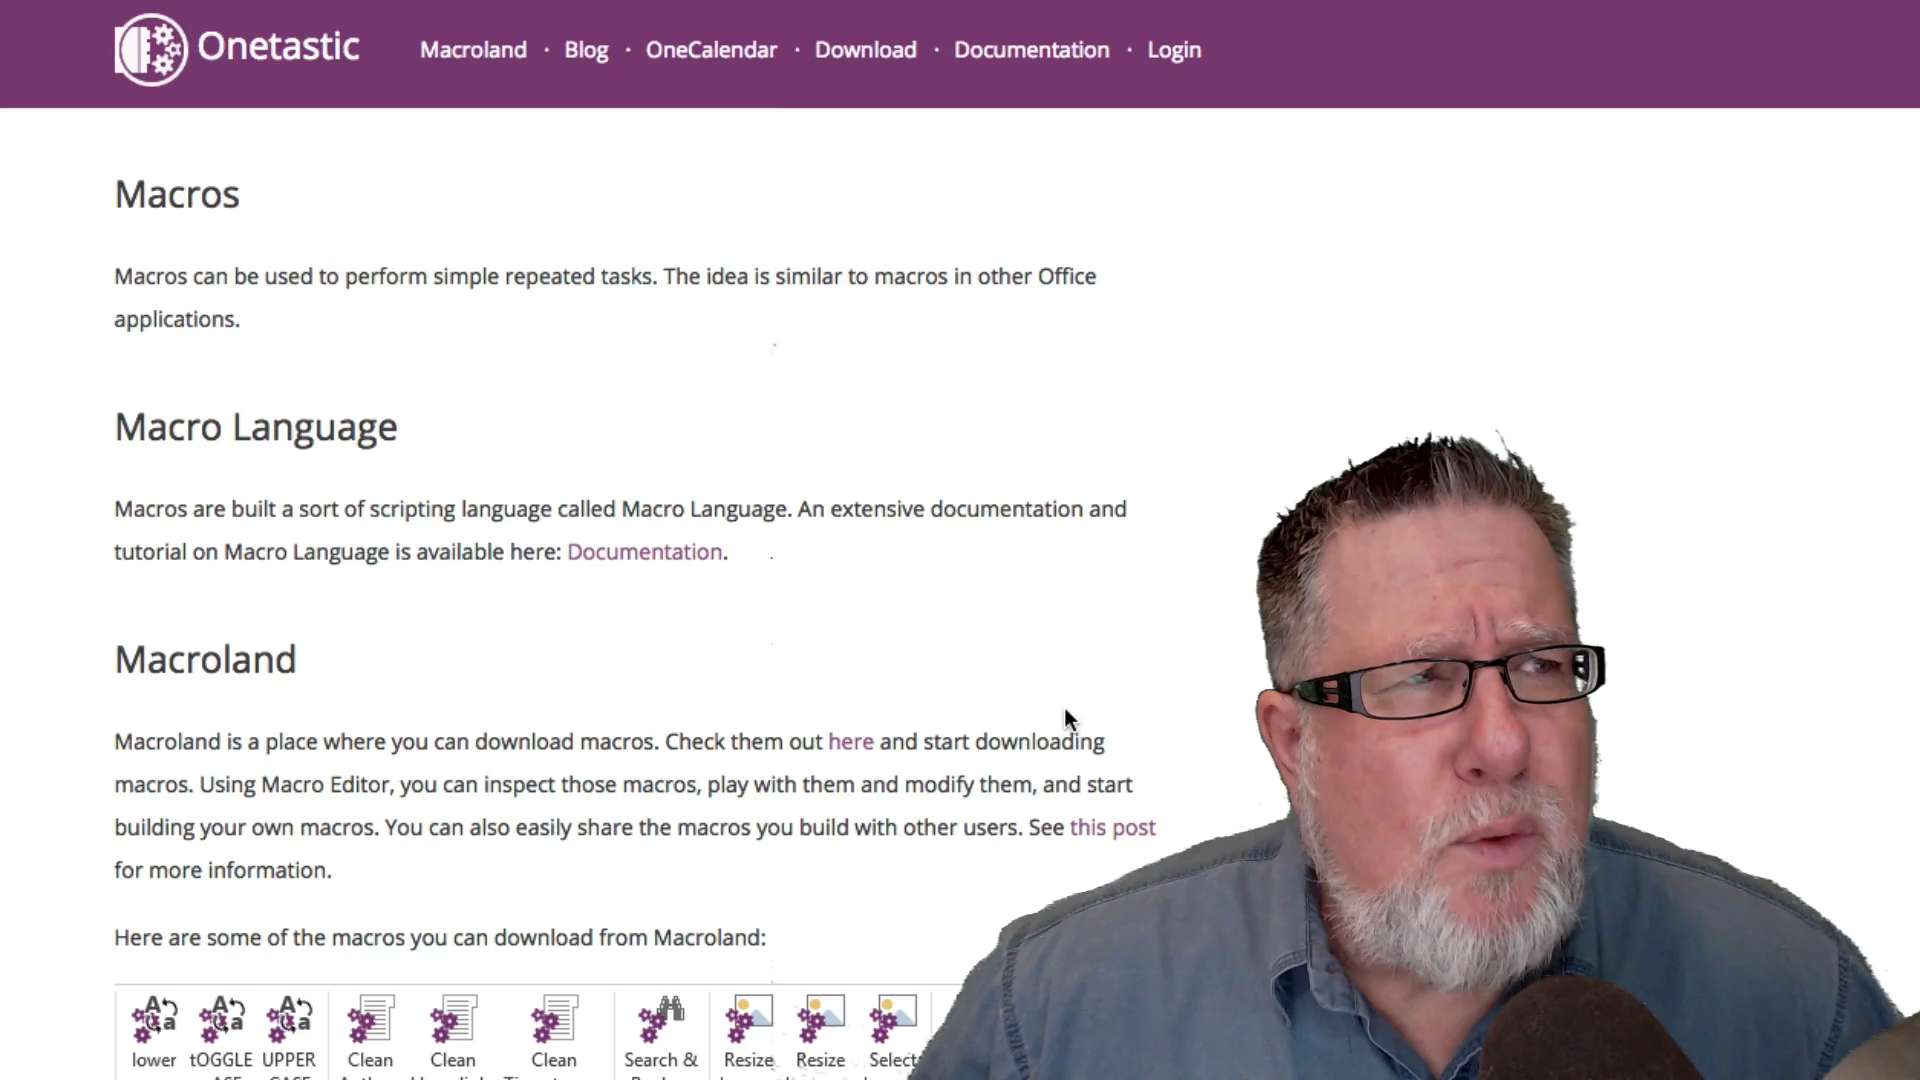 Onetastic
Macroland · Blog · OneCalendar · Download · Documentation · Login
Macros
Macros can be used to perform simple repeated tasks. The idea is similar to macros in other Office
applications.
Macro Language
Macros are built a sort of scripting language called Macro Language. An extensive documentation and
tutorial on Macro Language is available here: Documentation.
Macroland
Macroland is a place where you can download macros. Check them out here and start downloading
macros. Using Macro Editor, you can inspect those macros, play with them and modify them, and start
building your own macros. You can also easily share the macros you build with other users. See this post
for more information.
Here are some of the macros you can download from Macroland:
lower tOGGLE UPPER Clean Clean Clean Search & Resize Resize Select